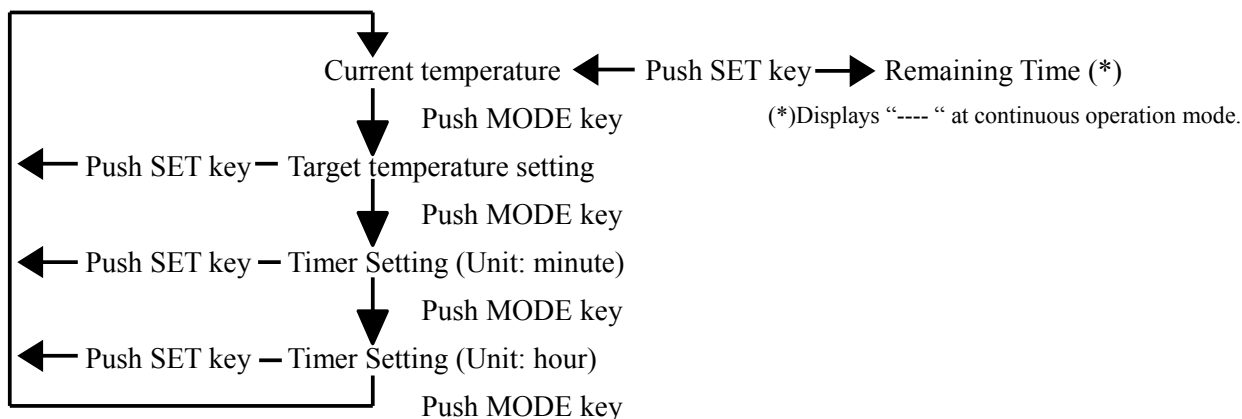 Current temperature Push SET key Remaining Time (*)
Push MODE key (*)Displays “---- “ at continuous operation mode.
Push SET key Target temperature setting
Push MODE key
Push SET key Timer Setting (Unit: minute)
Push MODE key
Push SET key Timer Setting (Unit: hour)
Push MODE key